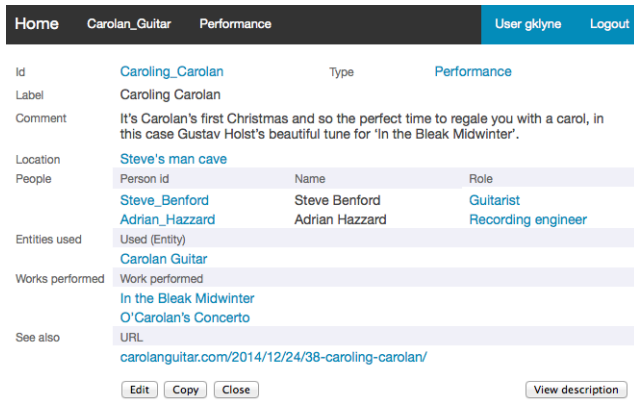 Home Carolan_Guitar Performance User gklyne Logout
Id Caroling_Carolan Type Performance
Label Caroling Carolan
Comment It's Carolan's first Christmas and so the perfect time to regale you with a carol, in
this case Gustav Holst's beautiful tune for 'In the Bleak Midwinter'.
Location Steve's man cave
People Person id Name Role
Steve_Benford Steve Benford Guitarist
Adrian_Hazzard Adrian Hazzard Recording engineer
Entities used Used (Entity)
Carolan Guitar
Works performed Work performed
In the Bleak Midwinter
O'Carolan's Concerto
See also URL
carolanguitar.com/2014/12/24/38-caroling-carolan/
Edit Copy Close View description